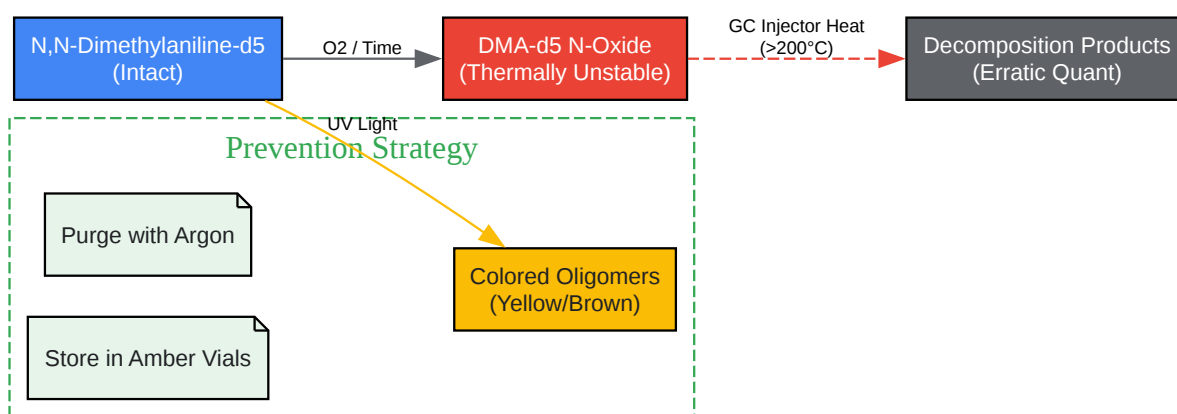 N,N-Dimethylaniline-d5
(Intact)
O2 / Time
DMA-d5 N-Oxide
(Thermally Unstable)
GC Injector Heat
(>200°C)
Decomposition Products
(Erratic Quant)
UV Light
Prevention Strategy
Purge with Argon
Colored Oligomers
(Yellow/Brown)
Store in Amber Vials